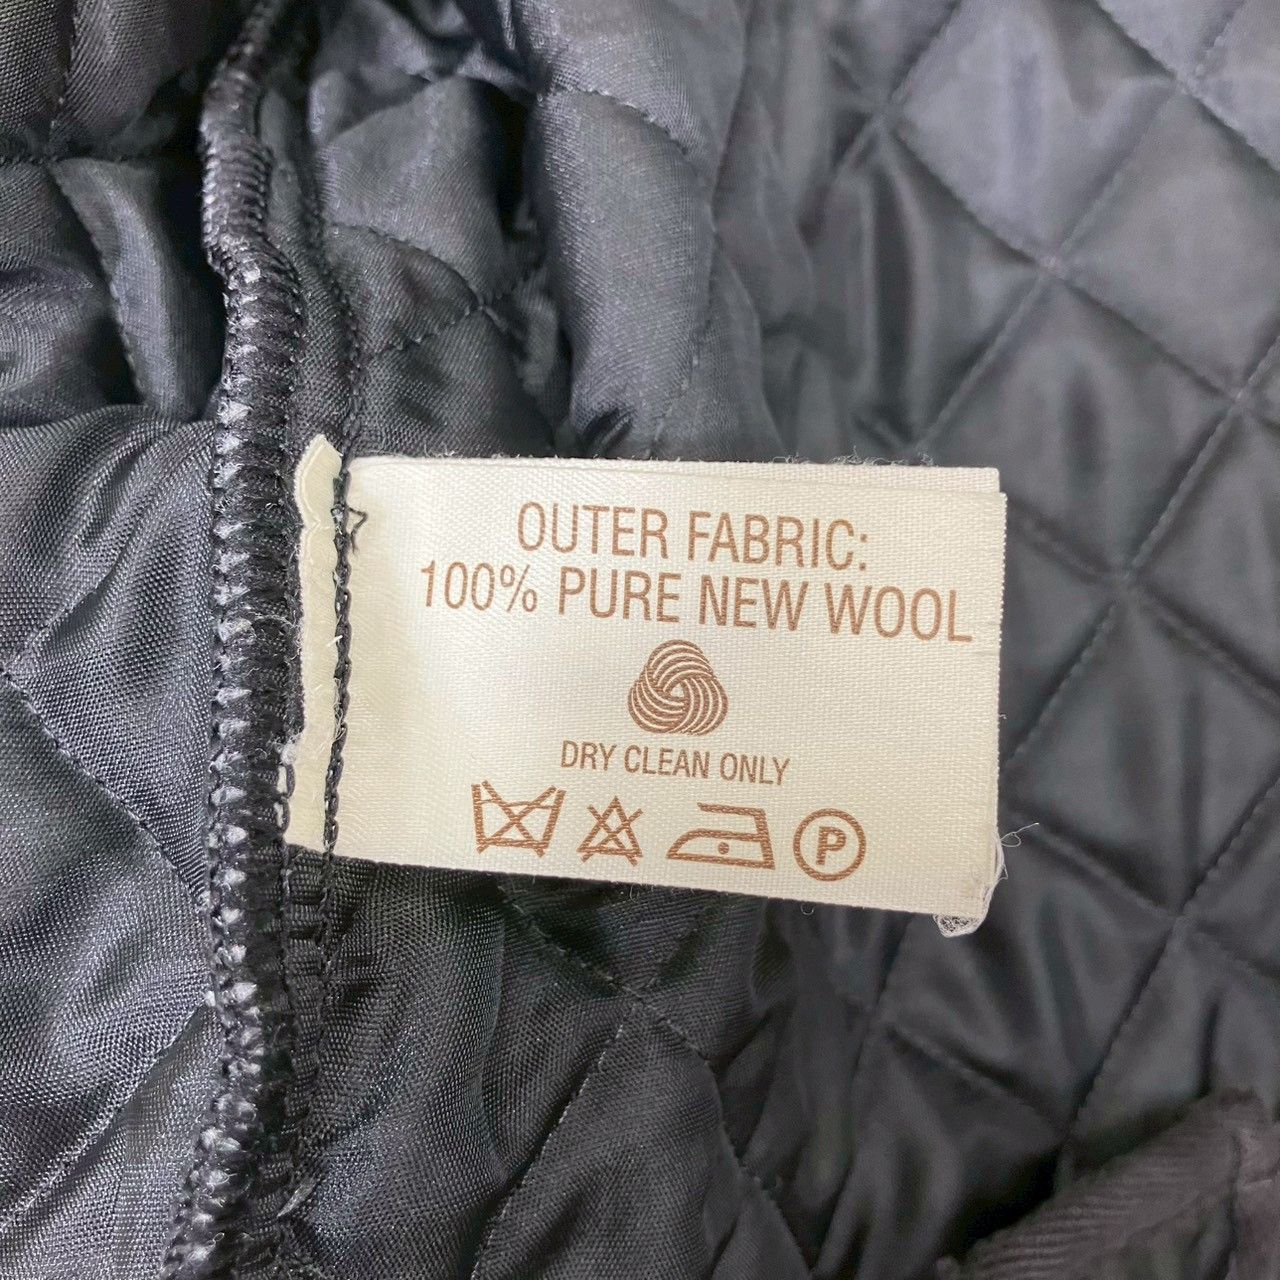 OUTER FABRIC:
100% PURE NEW WOOL
DRY CLEAN ONLY
P